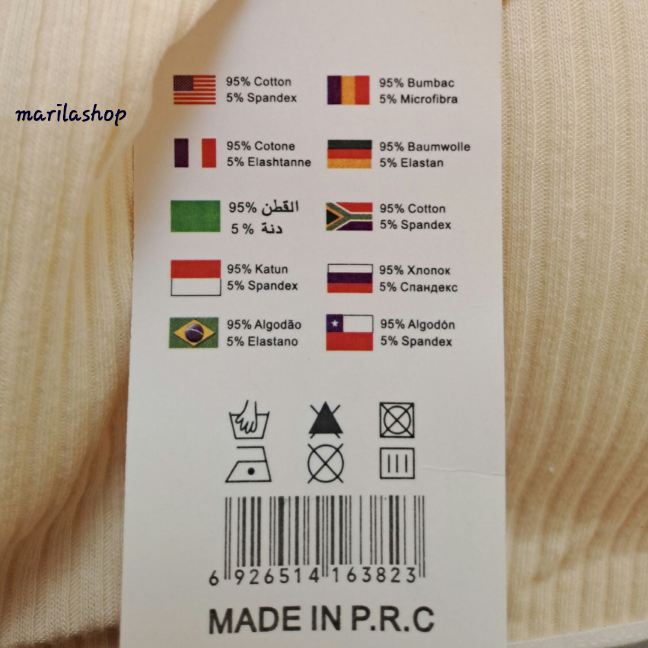 marilashop
95% Cotton
5% Spandex
95% Bumbac
5% Microfibra
95% Cotone
5% Elashtanne
95% Baumwolle
5% Elastan
95% القطن
5 % دنة
95% Cotton
5% Spandex
95% Katun
5% Spandex
95% Хлопок
5% Спандекс
95% Algodão
5% Elastano
95% Algodón
5% Spandex
6 926514 163823
MADE IN P.R.C